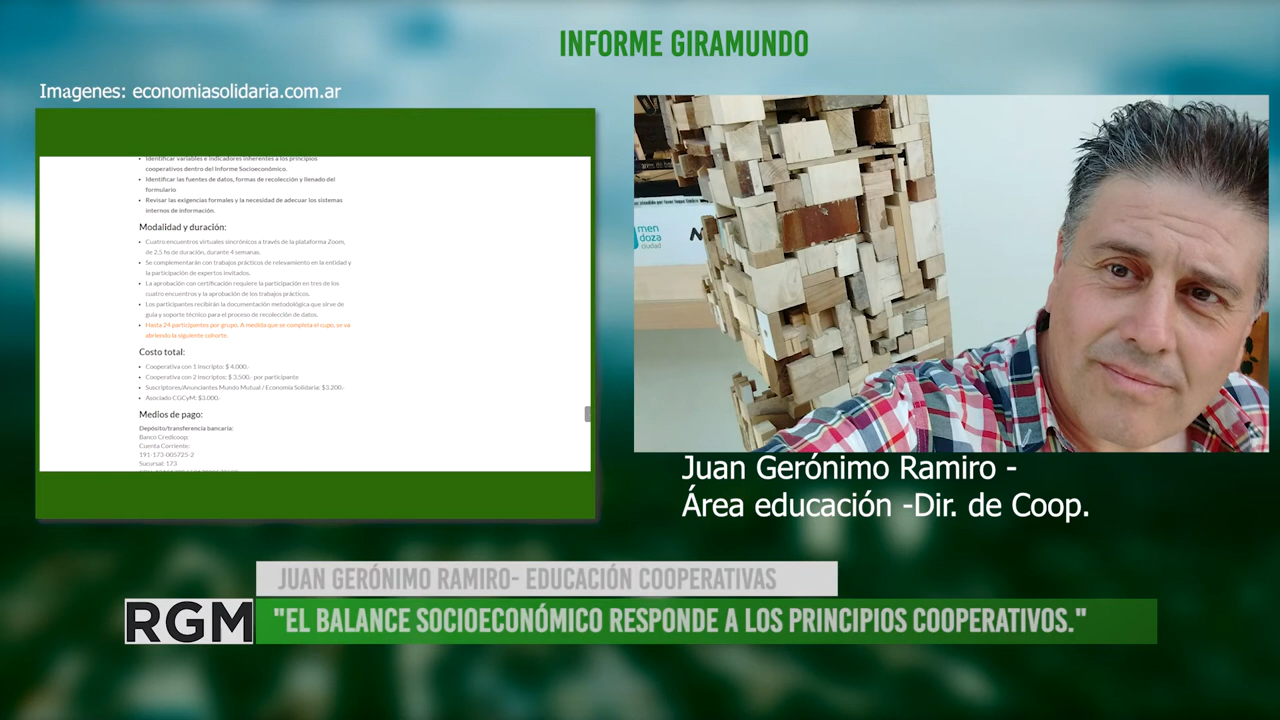 INFORME GIRAMUNDO
Imagenes: economiasolidaria.com.ar
Identificar variables e Indicadores inherentes a los principios
cooperativos dentro del Informe Socioeconómico.
Identificar las fuentes de datos, formas de recolección y llenado del
formulario
Revisar las exigencias formales y la necesidad de adecuar los sistemas
internos de información.
Modalidad y duración:
Cuatro encuentros virtuales sincrónicos a través de la plataforma Zoom,
de 2,5 hs de duración, durante 4 semanas.
Se complementarán con trabajos prácticos de relevamiento en la entidad y
la participación de expertos invitados.
La aprobación con certificación requiere la participación en tres de los
cuatro encuentros y la aprobación de los trabajos prácticos.
Los participantes recibirán la documentación metodológica que sirve de
guía y soporte técnico para el proceso de recolección de datos.
Hasta 24 participantes por grupo. A medida que se completa el cupo, se va
abriendo la siguiente cohorte.
Costo total:
Cooperativa con 1 inscripto: $ 4.000.-
Cooperativa con 2 inscriptos: $ 3.500.- por participante
Suscriptores/Anunciantes Mundo Mutual / Economía Solidaria: $3.200.-
Asociado CGCyM: $3.000.-
Medios de pago:
Depósito/transferencia bancaria:
Banco Credicoop:
Cuenta Corriente:
191-173-005725-2
Sucursal: 173
men
doza
ciudad
Juan Gerónimo Ramiro -
Área educación -Dir. de Coop.
JUAN GERÓNIMO RAMIRO- EDUCACIÓN COOPERATIVAS
RGM
"EL BALANCE SOCIOECONÓMICO RESPONDE A LOS PRINCIPIOS COOPERATIVOS."